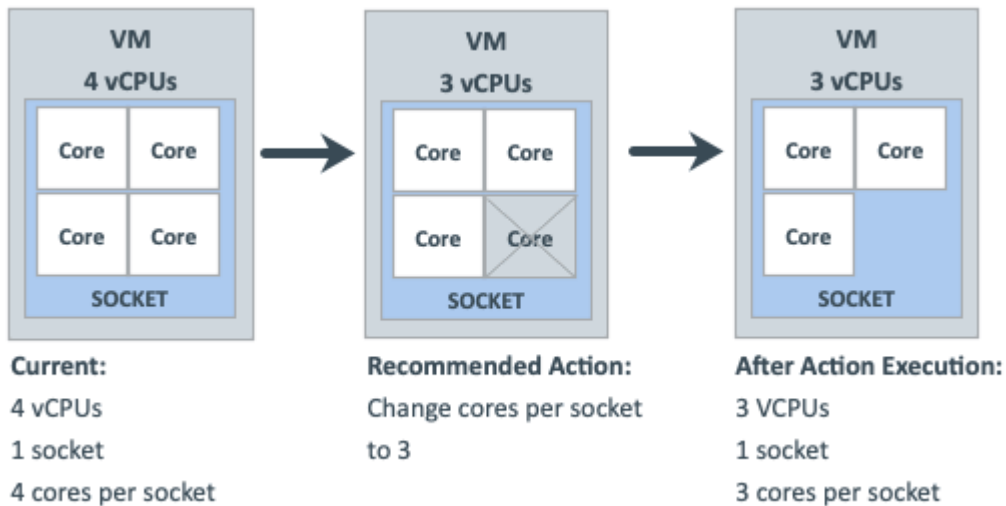 VM
4 vCPUs
Core Core
Core Core
SOCKET
Current:
4 vCPUs
1 socket
4 cores per socket
VM
3 vCPUs
Core Core
Core Core
SOCKET
Recommended Action:
Change cores per socket
to 3
VM
3 vCPUs
Core Core
Core
SOCKET
After Action Execution:
3 VCPUs
1 socket
3 cores per socket